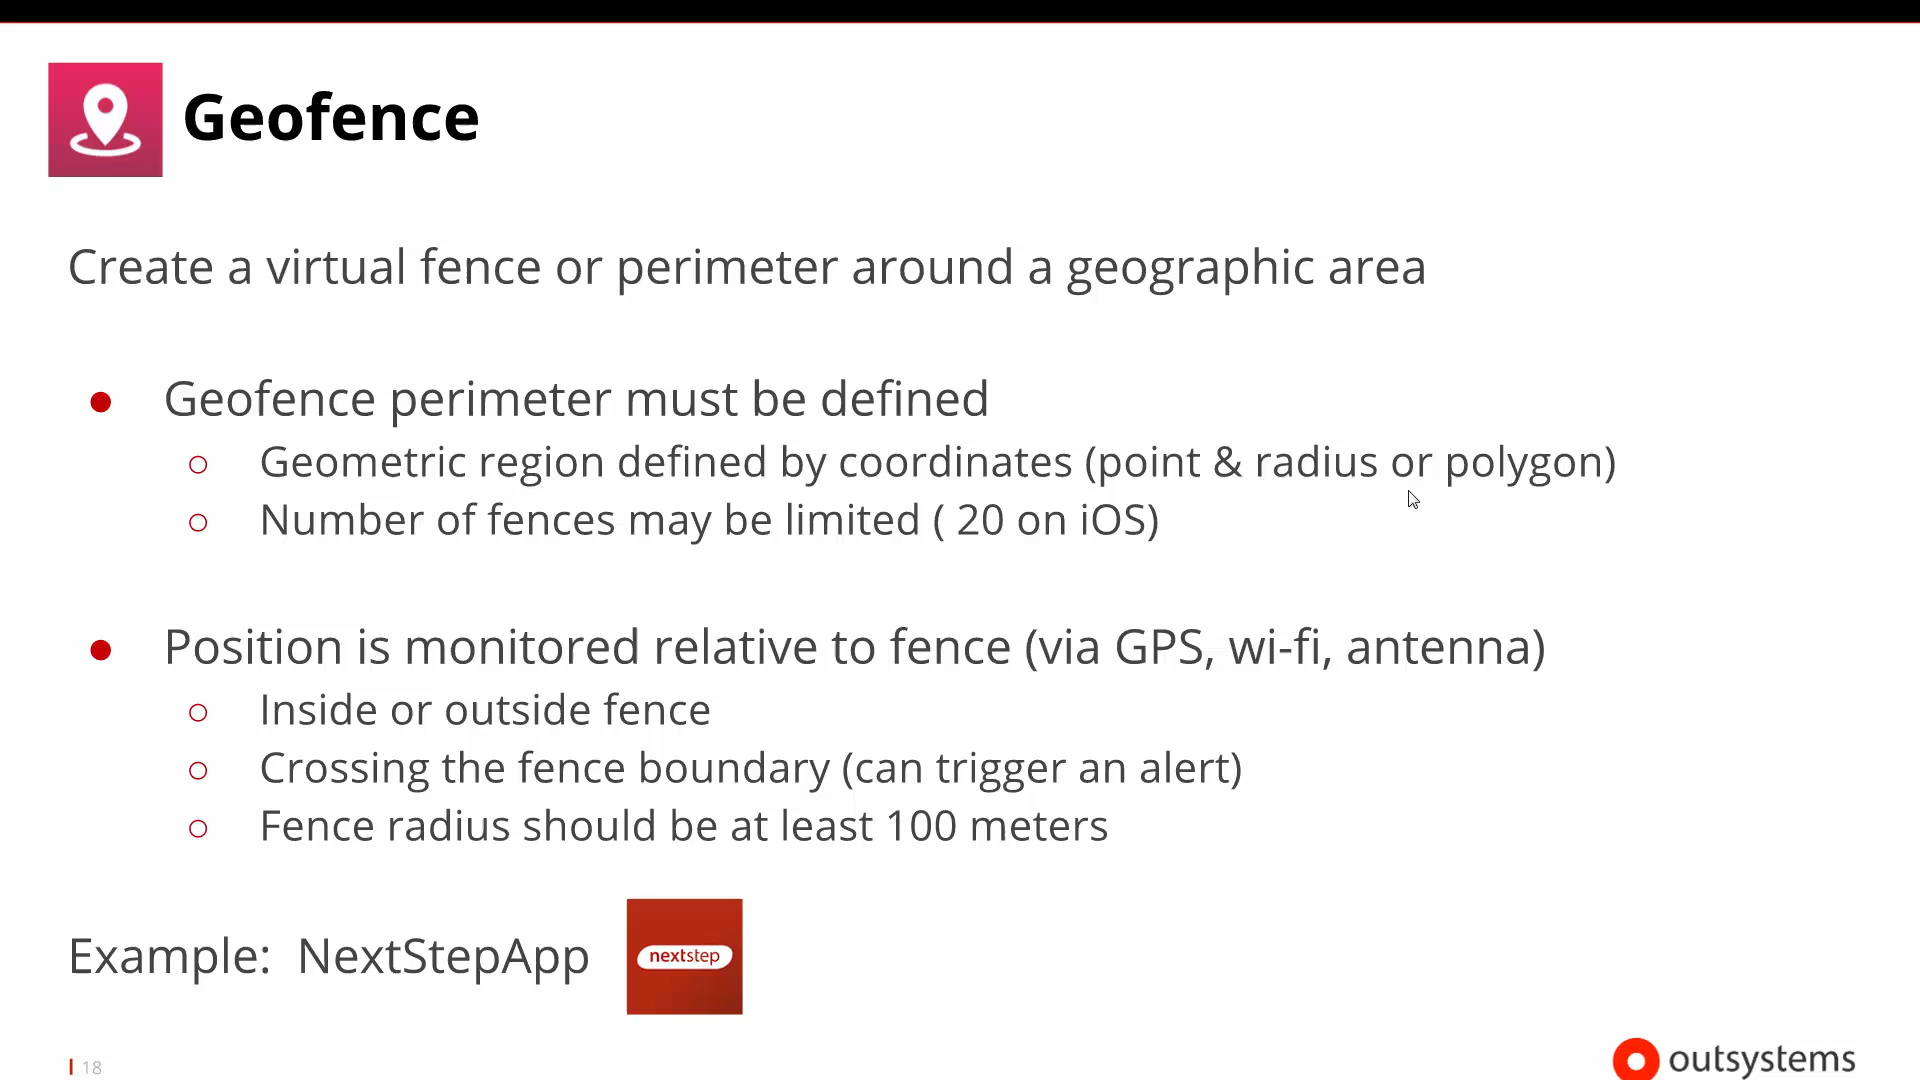 Geofence
Create a virtual fence or perimeter around a geographic area
● Geofence perimeter must be defined
○ Geometric region defined by coordinates (point & radius or polygon)
○ Number of fences may be limited ( 20 on iOS)
● Position is monitored relative to fence (via GPS, wi-fi, antenna)
○ Inside or outside fence
○ Crossing the fence boundary (can trigger an alert)
○ Fence radius should be at least 100 meters
Example: NextStepApp
nextstep
18
outsystems